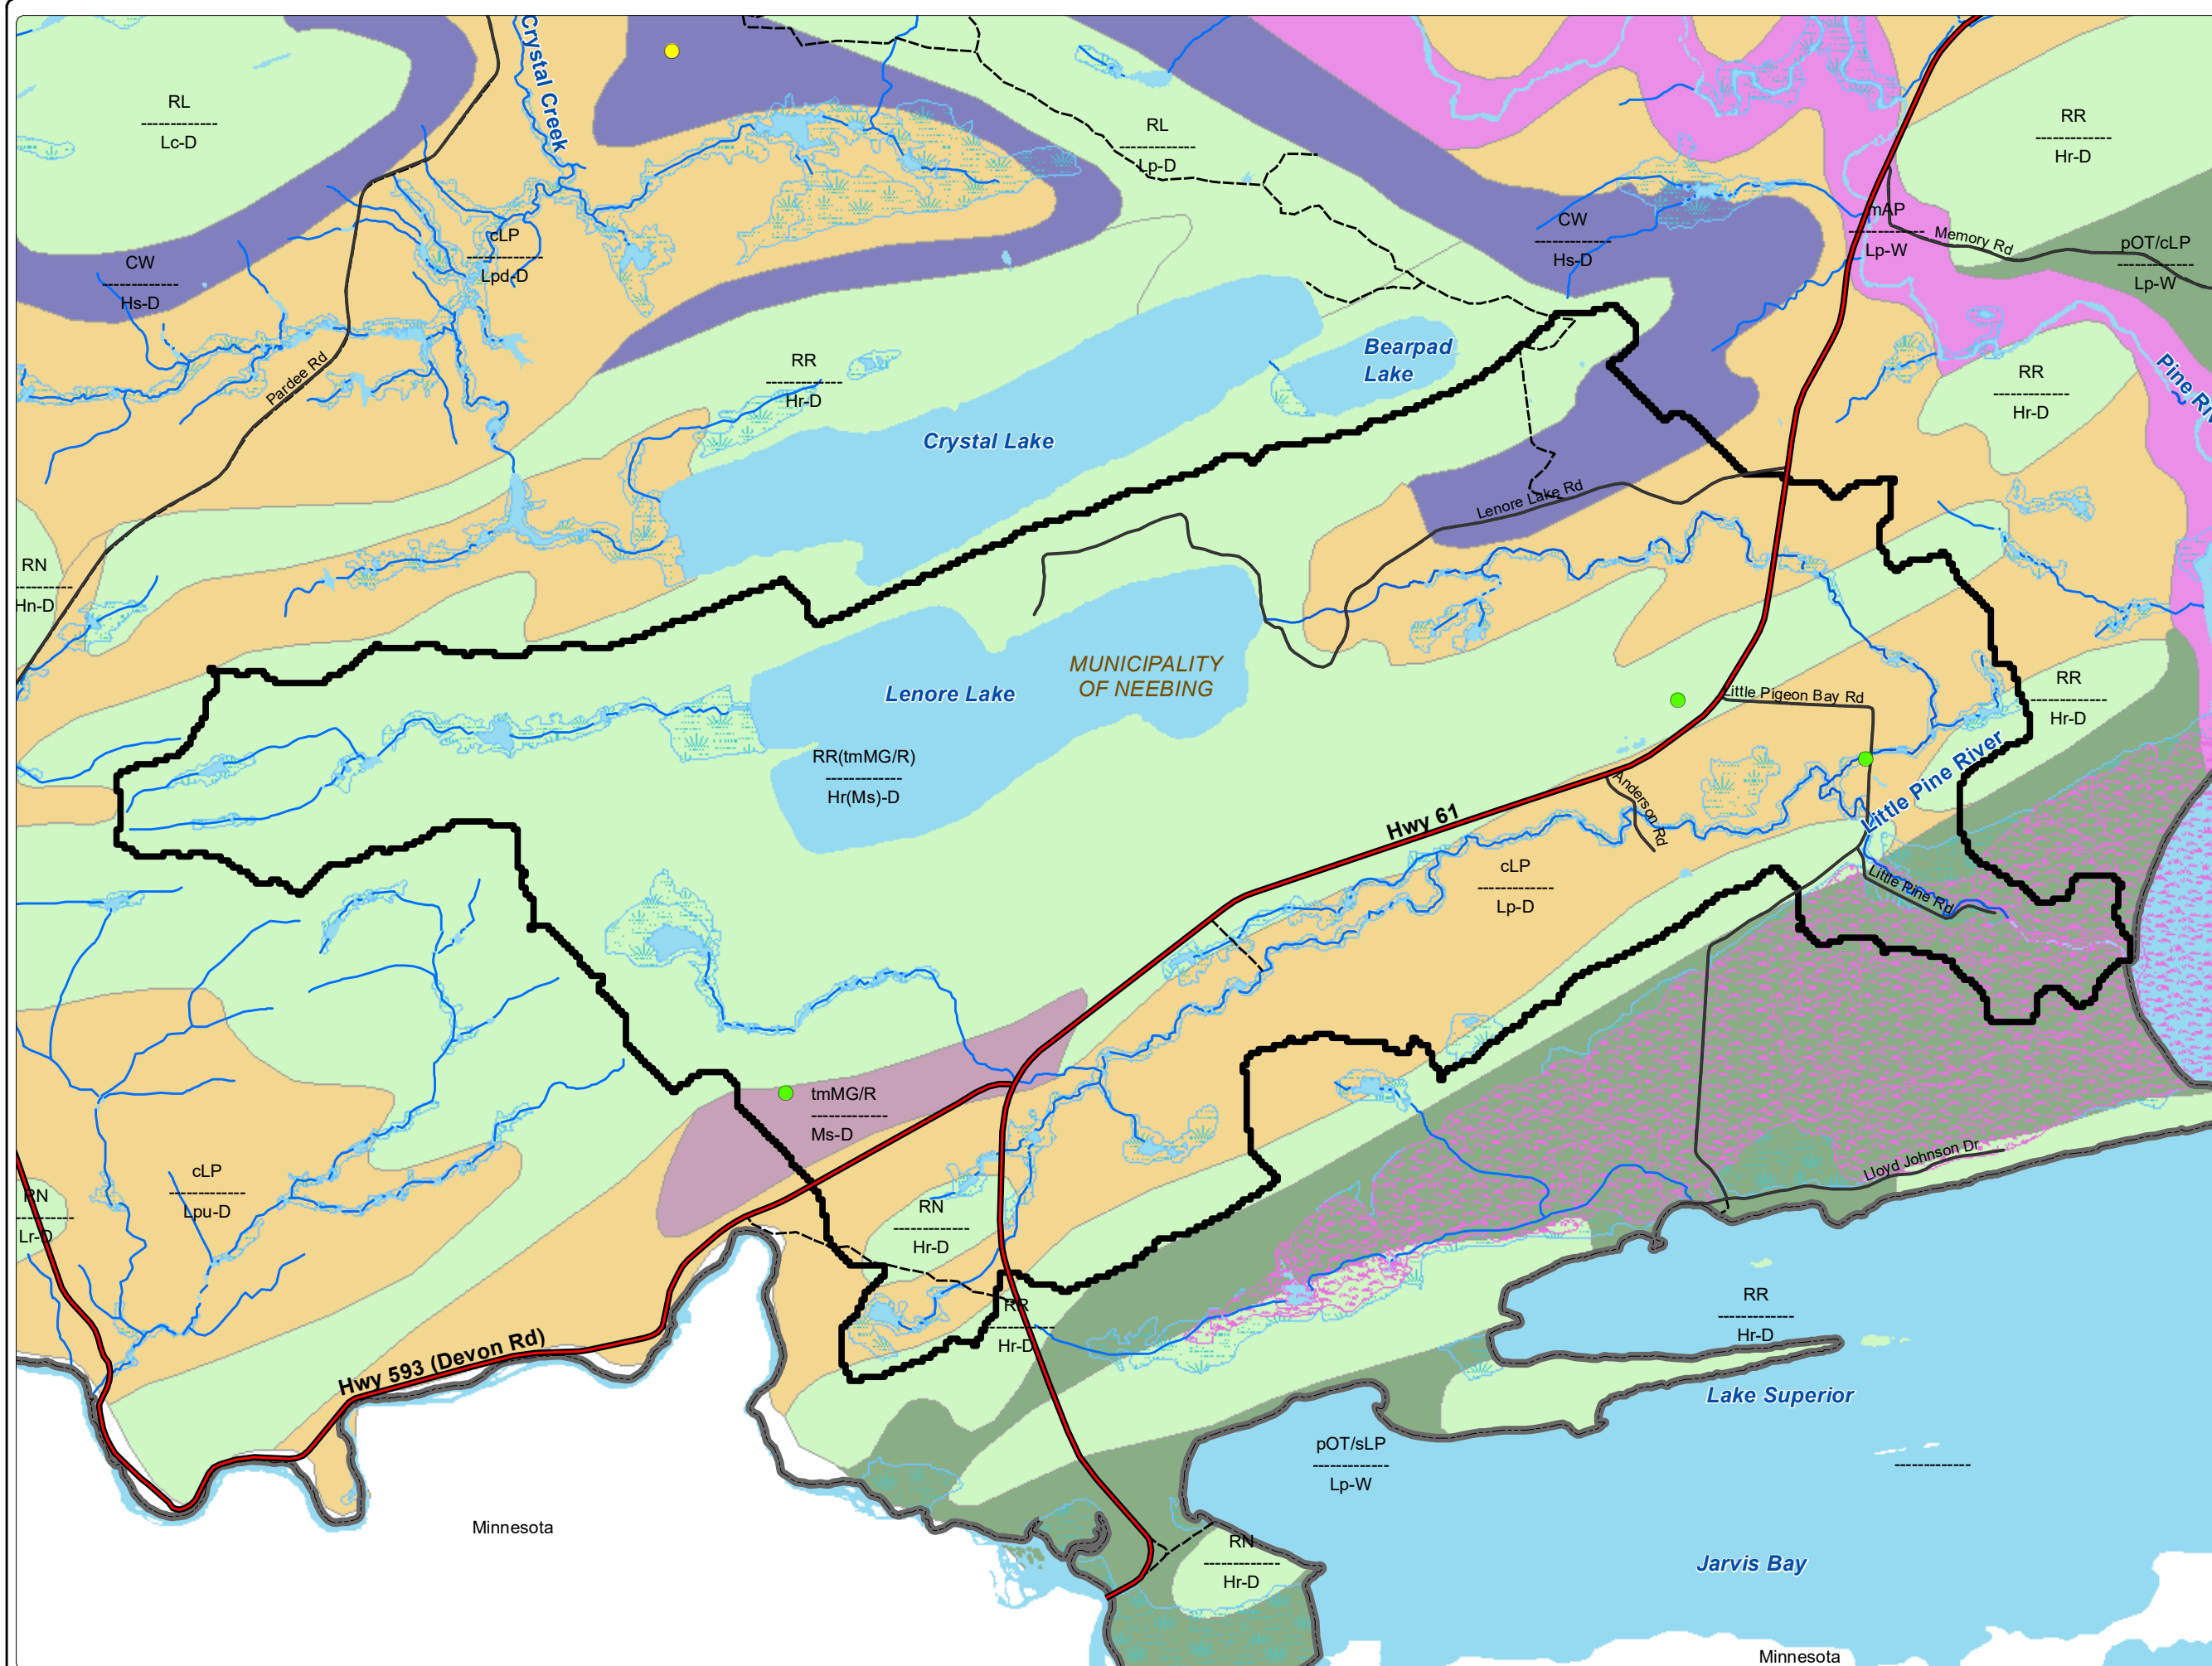 Crystal Creek
RL
-------------
Lc-D
RL
-------------
Lp-D
RR
-------------
Hr-D
CW
-------------
Hs-D
mAP
-------------
Lp-W
Memory Rd
pOT/cLP
-------------
Lp-W
cLP
-------------
Lpd-D
CW
-------------
Hs-D
Pardee Rd
RR
-------------
Hr-D
Bearpad
Lake
RR
-------------
Hr-D
Crystal Lake
Lenore Lake Rd
RN
-------------
Hn-D
MUNICIPALITY
OF NEEBING
Lenore Lake
Little Pigeon Bay Rd
RR
-------------
Hr-D
RR(tmMG/R)
-------------
Hr(Ms)-D
Little Pine River
Anderson Rd
Hwy 61
cLP
-------------
Lp-D
Little Pine Rd
tmMG/R
-------------
Ms-D
Lloyd Johnson Dr
cLP
-------------
Lpu-D
RN
-------------
Lr-D
RN
-------------
Hr-D
RR
-------------
Hr-D
RR
-------------
Hr-D
Hwy 593 (Devon Rd)
Lake Superior
pOT/sLP
-------------
Lp-W
-------------
Minnesota
RN
-------------
Hr-D
Jarvis Bay
Minnesota